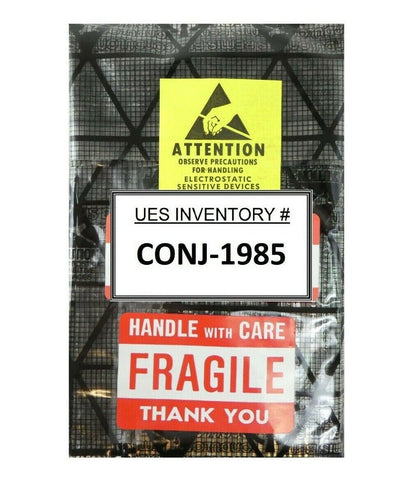 ATTENTION
OBSERVE PRECAUTIONS
FOR HANDLING
ELECTROSTATIC
SENSITIVE DEVICES
UES INVENTORY #
CONJ-1985
HANDLE WITH CARE
FRAGILE
THANK YOU